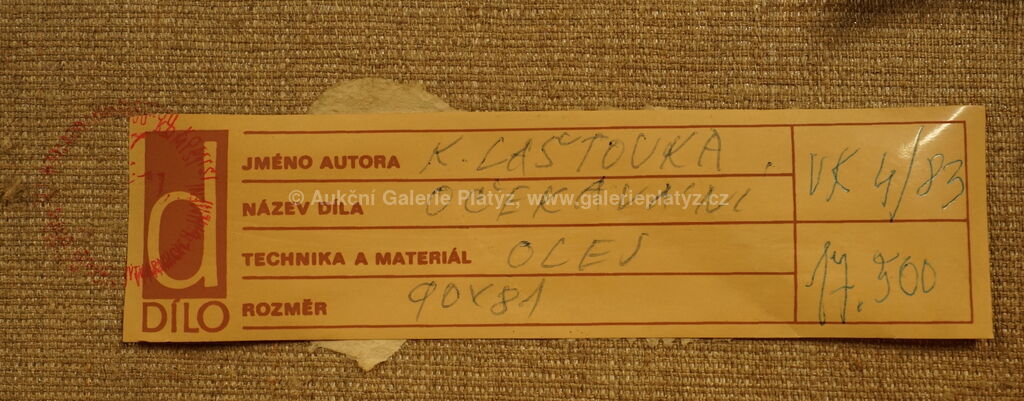 JMÉNO AUTORA K. LAŠTOVKA
VK 4/83
© Aukční Galerie Platýz, www.galerieplatyz.cz
NÁZEV DÍLA
TECHNIKA A MATERIÁL OLEJ
17.500
ROZMĚR 90x81
d
DÍLO